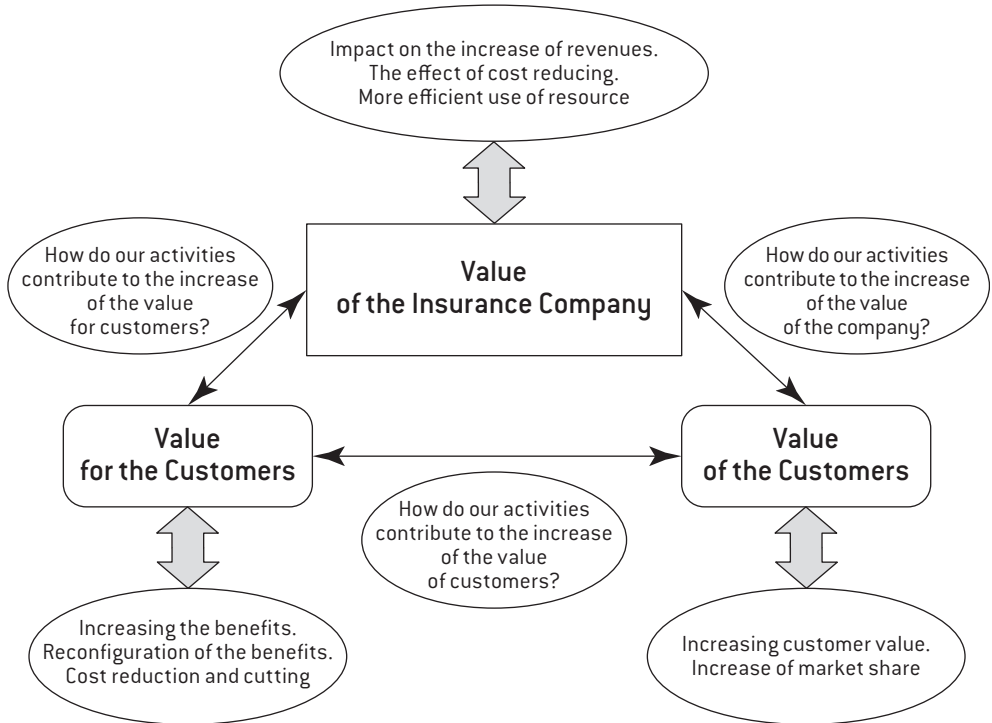 Impact on the increase of revenues.
The effect of cost reducing.
More efficient use of resource
How do our activities
contribute to the increase
of the value
for customers?
Value
of the Insurance Company
How do our activities
contribute to the increase
of the value
of the company?
Value
for the Customers
Value
of the Customers
How do our activities
contribute to the increase
of the value
of customers?
Increasing the benefits.
Reconfiguration of the benefits.
Cost reduction and cutting
Increasing customer value.
Increase of market share